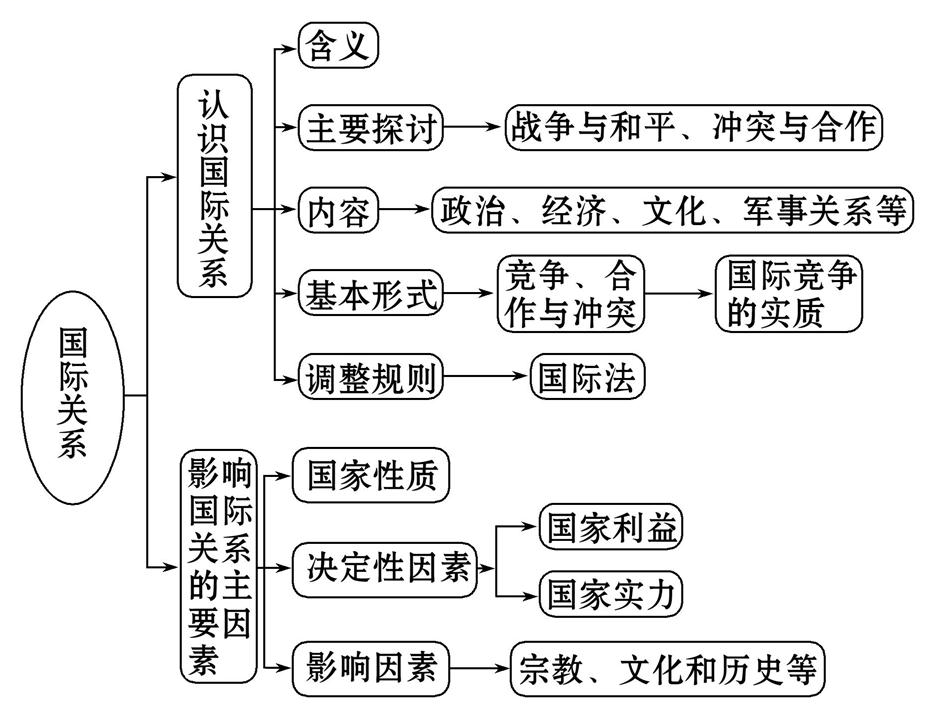 国际关系
认识国际关系
含义
主要探讨
战争与和平、冲突与合作
内容
政治、经济、文化、军事关系等
基本形式
竞争、合
作与冲突
国际竞争
的实质
调整规则
国际法
影响
国际
关系
的主
要因
素
国家性质
决定性因素
国家利益
国家实力
影响因素
宗教、文化和历史等